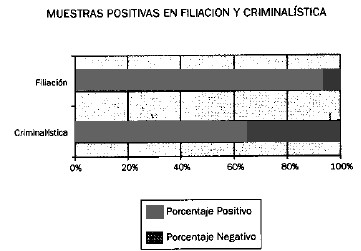 MUESTRAS POSITIVAS EN FILIACION Y CRIMINALÍSTICA
Filiación
Criminalística
0% 20% 40% 60% 80% 100%
Porcentaje Positivo
Porcentaje Negativo